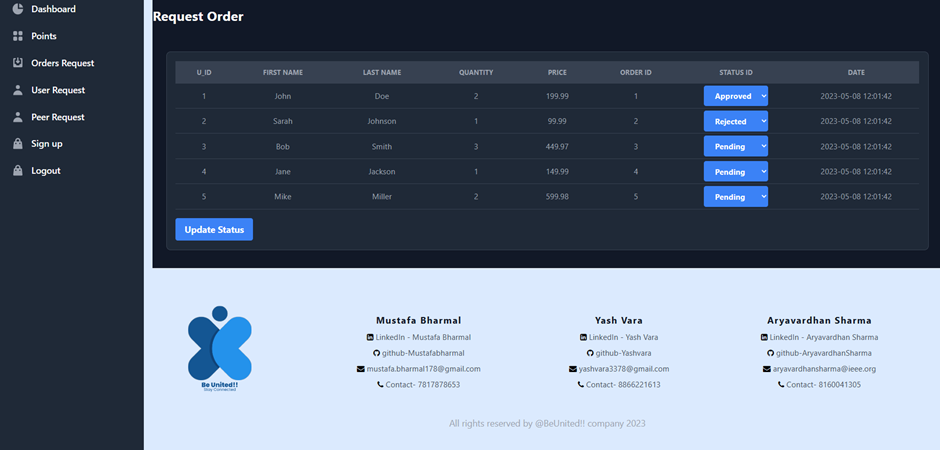 Dashboard
Points
Orders Request
User Request
Peer Request
Sign up
Logout
Request Order
U_ID FIRST NAME LAST NAME QUANTITY PRICE ORDER ID STATUS ID DATE
1 John Doe 2 199.99 1 Approved 2023-05-08 12:01:42
2 Sarah Johnson 1 99.99 2 Rejected 2023-05-08 12:01:42
3 Bob Smith 3 449.97 3 Pending 2023-05-08 12:01:42
4 Jane Jackson 1 149.99 4 Pending 2023-05-08 12:01:42
5 Mike Miller 2 599.98 5 Pending 2023-05-08 12:01:42
Update Status
Be United!!
Stay Connected
Mustafa Bharmal
LinkedIn - Mustafa Bharmal
github-Mustafabharmal
mustafa.bharmal178@gmail.com
Contact- 7817878653
Yash Vara
LinkedIn - Yash Vara
github-Yashvara
yashvara3378@gmail.com
Contact- 8866221613
Aryavardhan Sharma
LinkedIn - Aryavardhan Sharma
github-AryavardhanSharma
aryavardhansharma@ieee.org
Contact- 8160041305
All rights reserved by @BeUnited!! company 2023